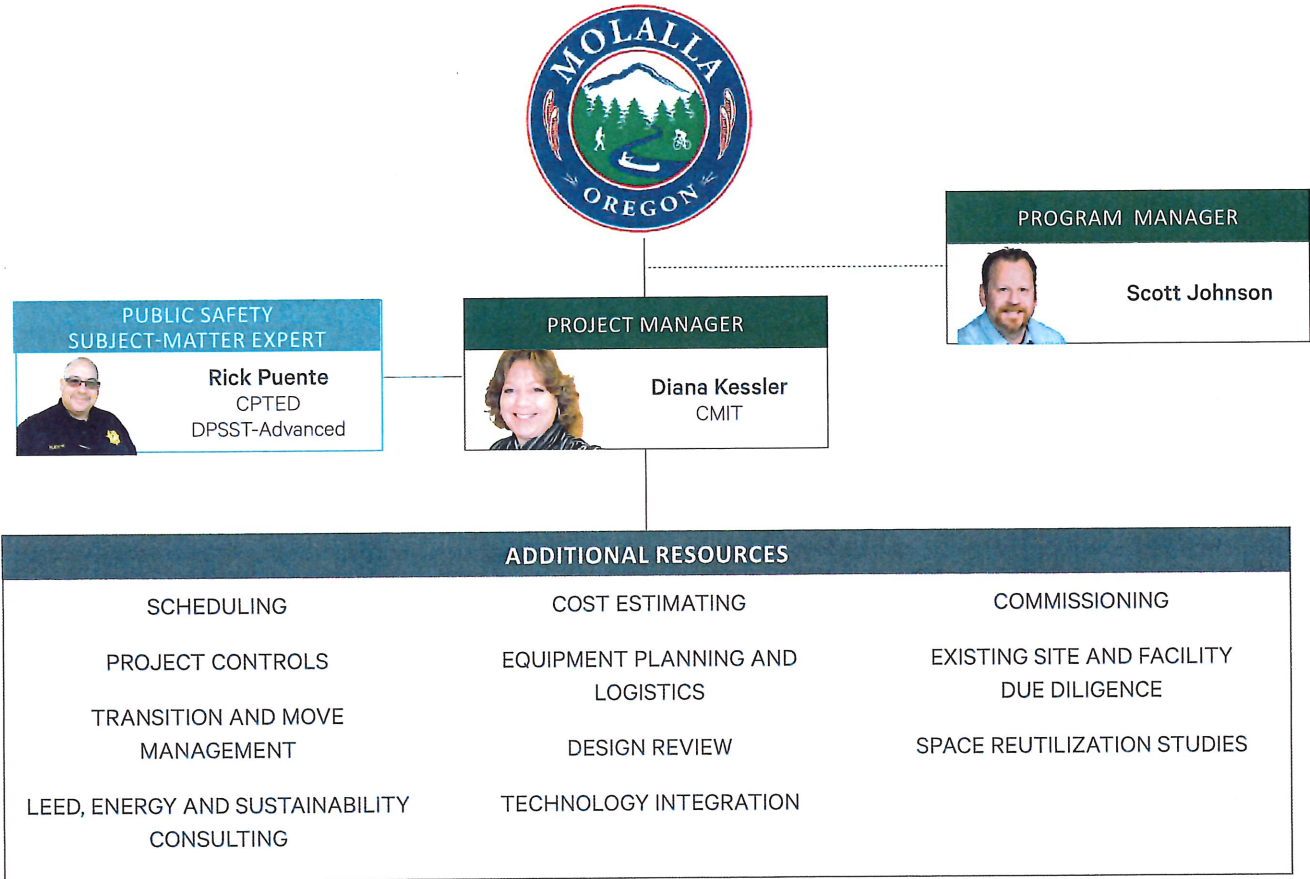 MOLALLA
OREGON
PROGRAM MANAGER
Scott Johnson
PUBLIC SAFETY
SUBJECT-MATTER EXPERT
Rick Puente
CPTED
DPSST-Advanced
PROJECT MANAGER
Diana Kessler
CMIT
ADDITIONAL RESOURCES
SCHEDULING
PROJECT CONTROLS
TRANSITION AND MOVE
MANAGEMENT
LEED, ENERGY AND SUSTAINABILITY
CONSULTING
COST ESTIMATING
EQUIPMENT PLANNING AND
LOGISTICS
DESIGN REVIEW
TECHNOLOGY INTEGRATION
COMMISSIONING
EXISTING SITE AND FACILITY
DUE DILIGENCE
SPACE REUTILIZATION STUDIES